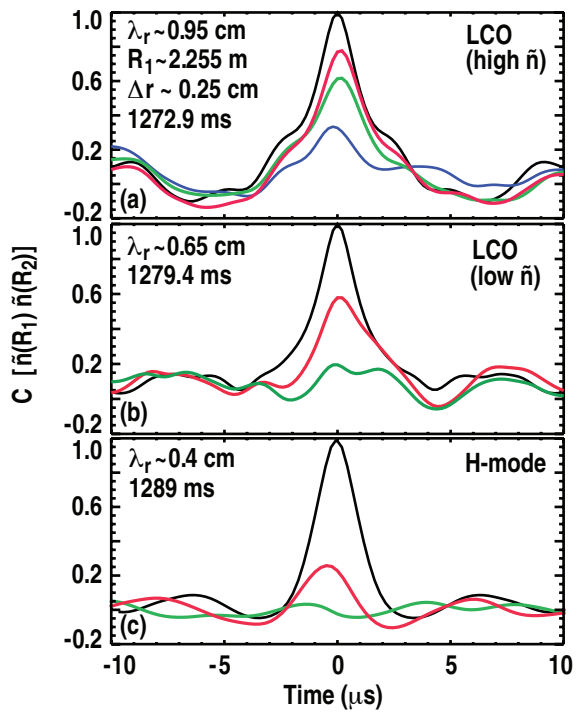 1.0
0.6
0.2
-0.2
λr ~0.95 cm
R1 ~2.255 m
Δr ~ 0.25 cm
1272.9 ms
LCO
(high ñ)
(a)
1.0
0.6
0.2
-0.2
λr ~0.65 cm
1279.4 ms
LCO
(low ñ)
(b)
C [ñ(R1) ñ(R2)]
1.0
0.6
0.2
-0.2
λr ~0.4 cm
1289 ms
H-mode
(c)
-10 -5 0 5 10
Time (μs)